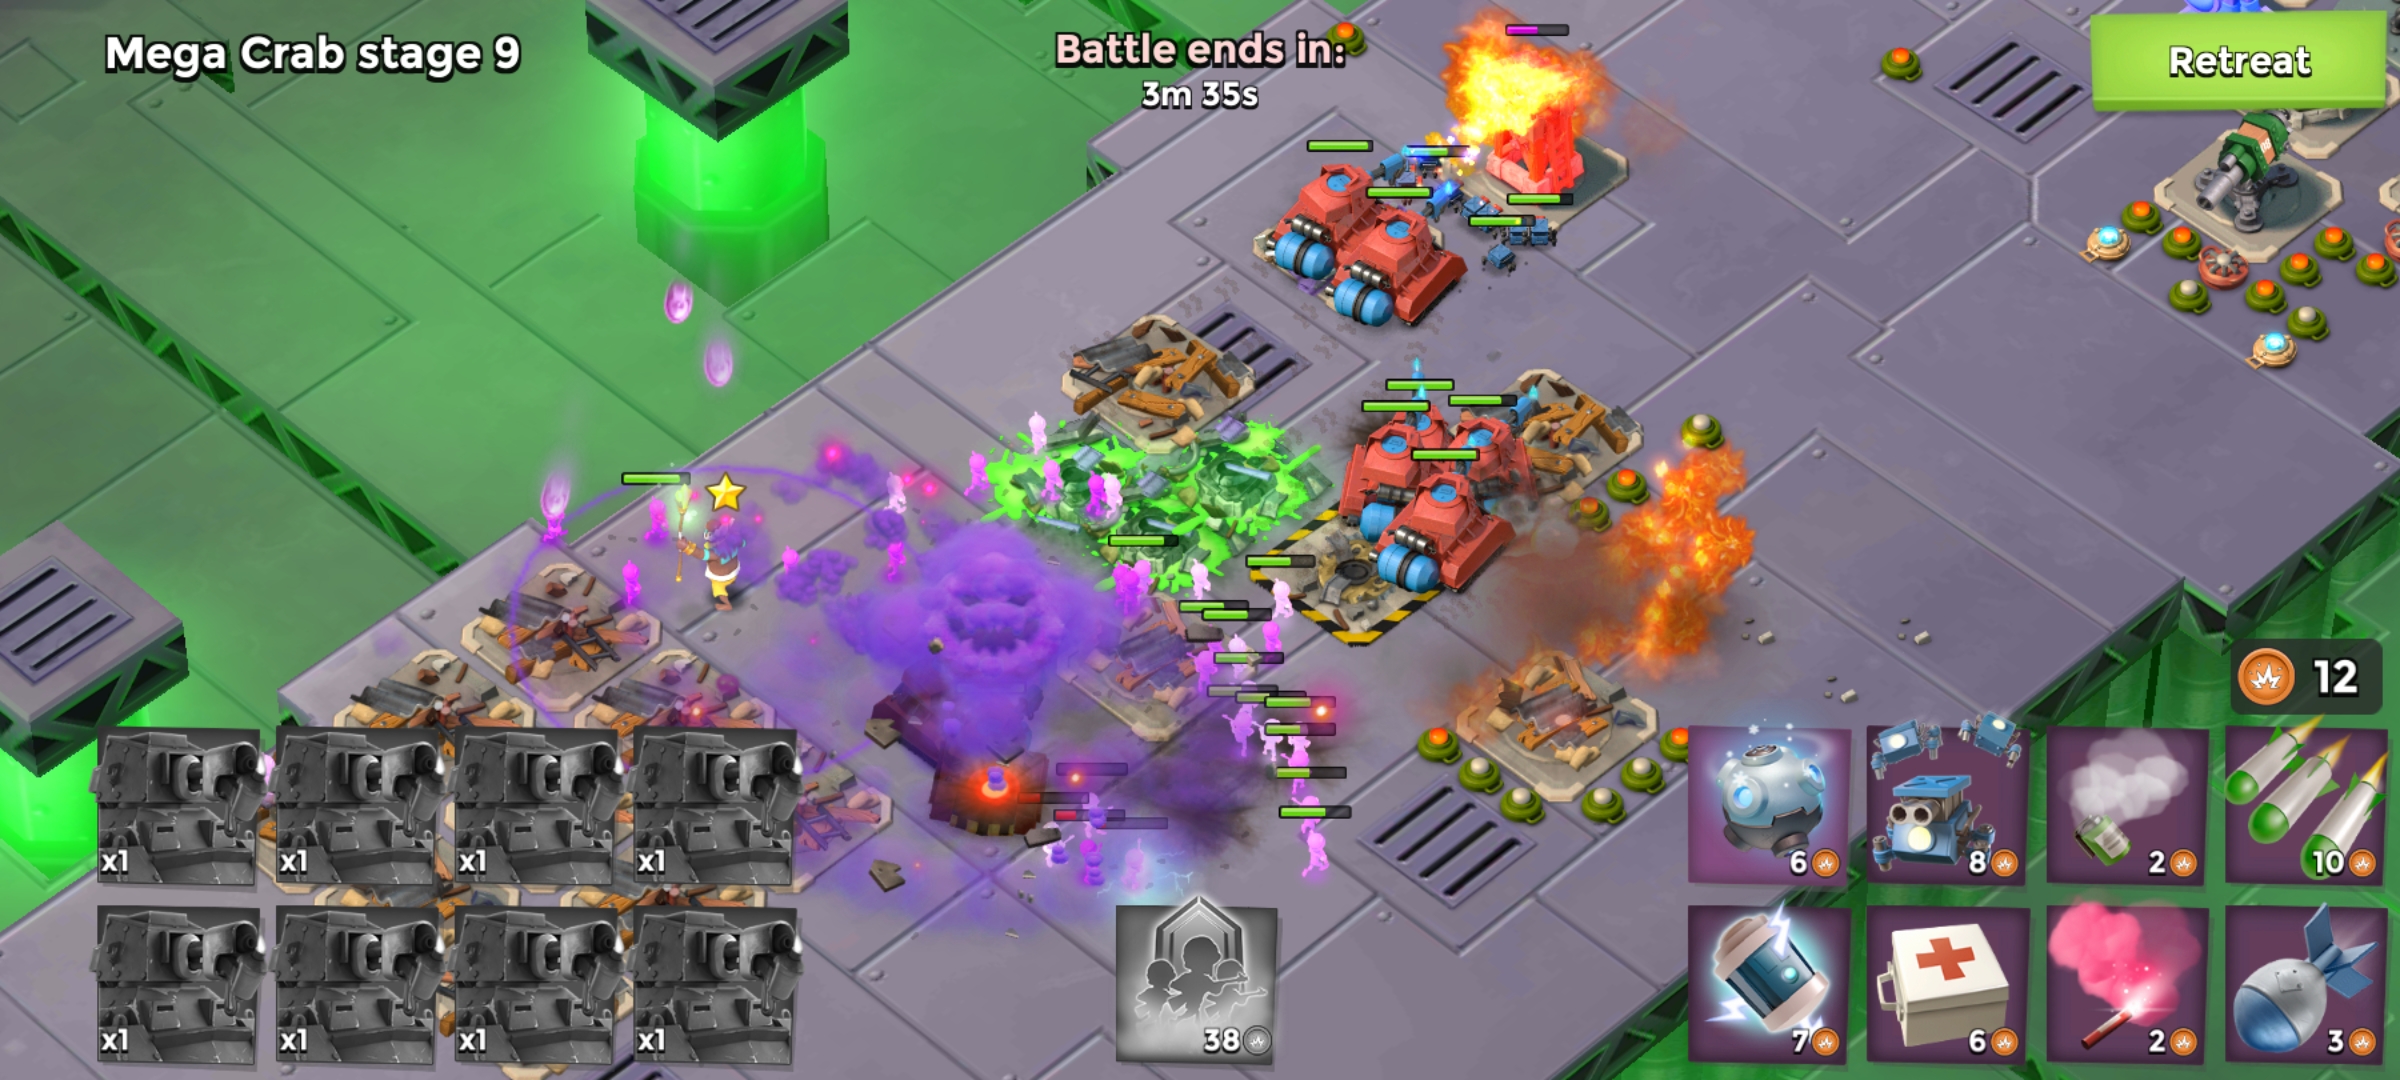 Mega Crab stage 9
Battle ends in:
3m 35s
Retreat
12
x1
x1
x1
x1
6
8
2
10
x1
x1
x1
x1
38
7
6
2
3